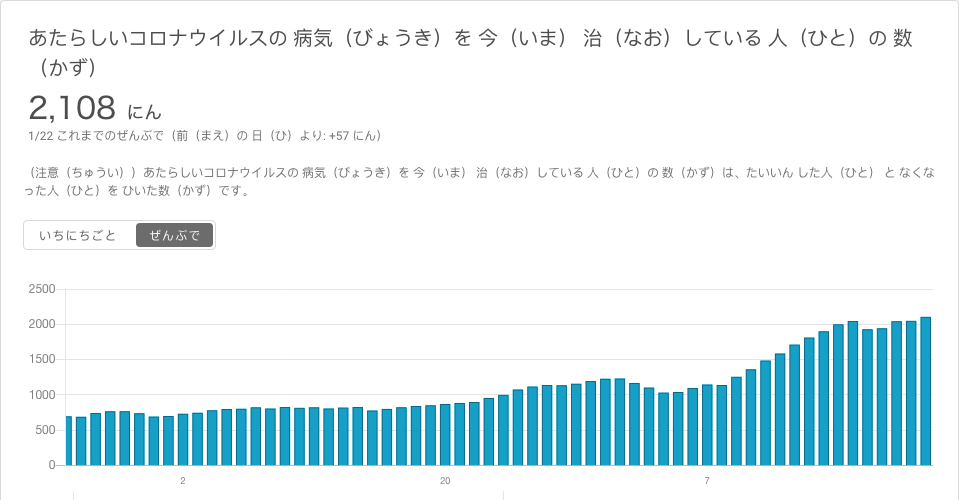 あたらしいコロナウイルスの 病気（びょうき）を 今（いま） 治（なお）している 人（ひと）の 数
（かず）
2,108 にん
1/22 これまでのぜんぶで（前（まえ）の 日（ひ）より: +57 にん）
（注意（ちゅうい））あたらしいコロナウイルスの 病気（びょうき）を 今（いま） 治（なお）している 人（ひと）の 数（かず）は、たいいん した人（ひと） と なくな
った人（ひと）を ひいた数（かず）です。
いちにちごと ぜんぶで
2500
2000
1500
1000
500
0
2 20 7